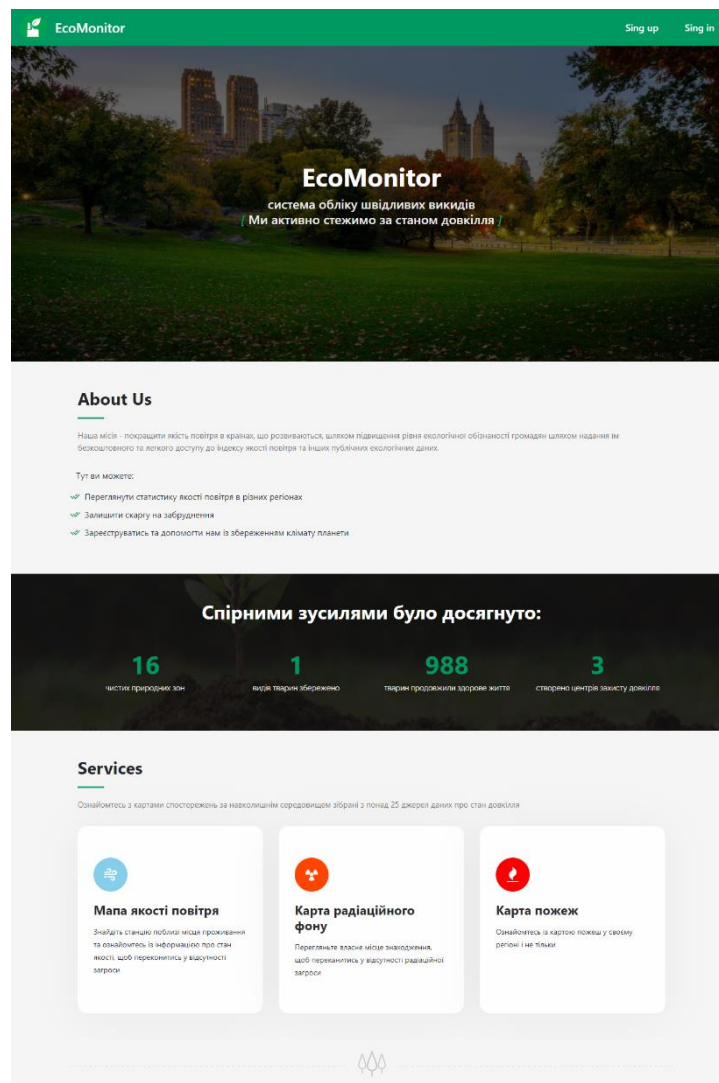 EcoMonitor
Sing up
Sing in
EcoMonitor
система обліку швідливих викидів
/ Ми активно стежимо за станом довкілля /
About Us
Наша місія - покращити якість повітря в країнах, що розвиваються, шляхом підвищення рівня екологічної обізнаності громадян шляхом надання їм
безкоштовного та легкого доступу до індексу якості повітря та інших публічних екологічних даних.
Тут ви можете:
Переглянути статистику якості повітря в різних регіонах
Залишити скаргу на забруднення
Зареєструватись та допомогти нам із збереженням клімату планети
Спірними зусилями було досягнуто:
16
1
988
3
чистих природних зон
видів тварин збережено
тварин продовжили здорове життя
створено центрів захисту довкілля
Services
Ознайомтесь з картами спостережень за навколишнім середовищем зібрані з понад 25 джерел даних про стан довкілля
Мапа якості повітря
Знайдіть станцію поблизі місця проживання
та ознайомтесь із інформацією про стан
якості, щоб переконитись у відсутності
загроси
Карта радіаційного
фону
Перегляньте власне місце знаходження,
щоб переканитись у відсутності радіаційної
загроси
Карта пожеж
Ознайомтесь із картою пожеш у своєму
регіоні і не тільки